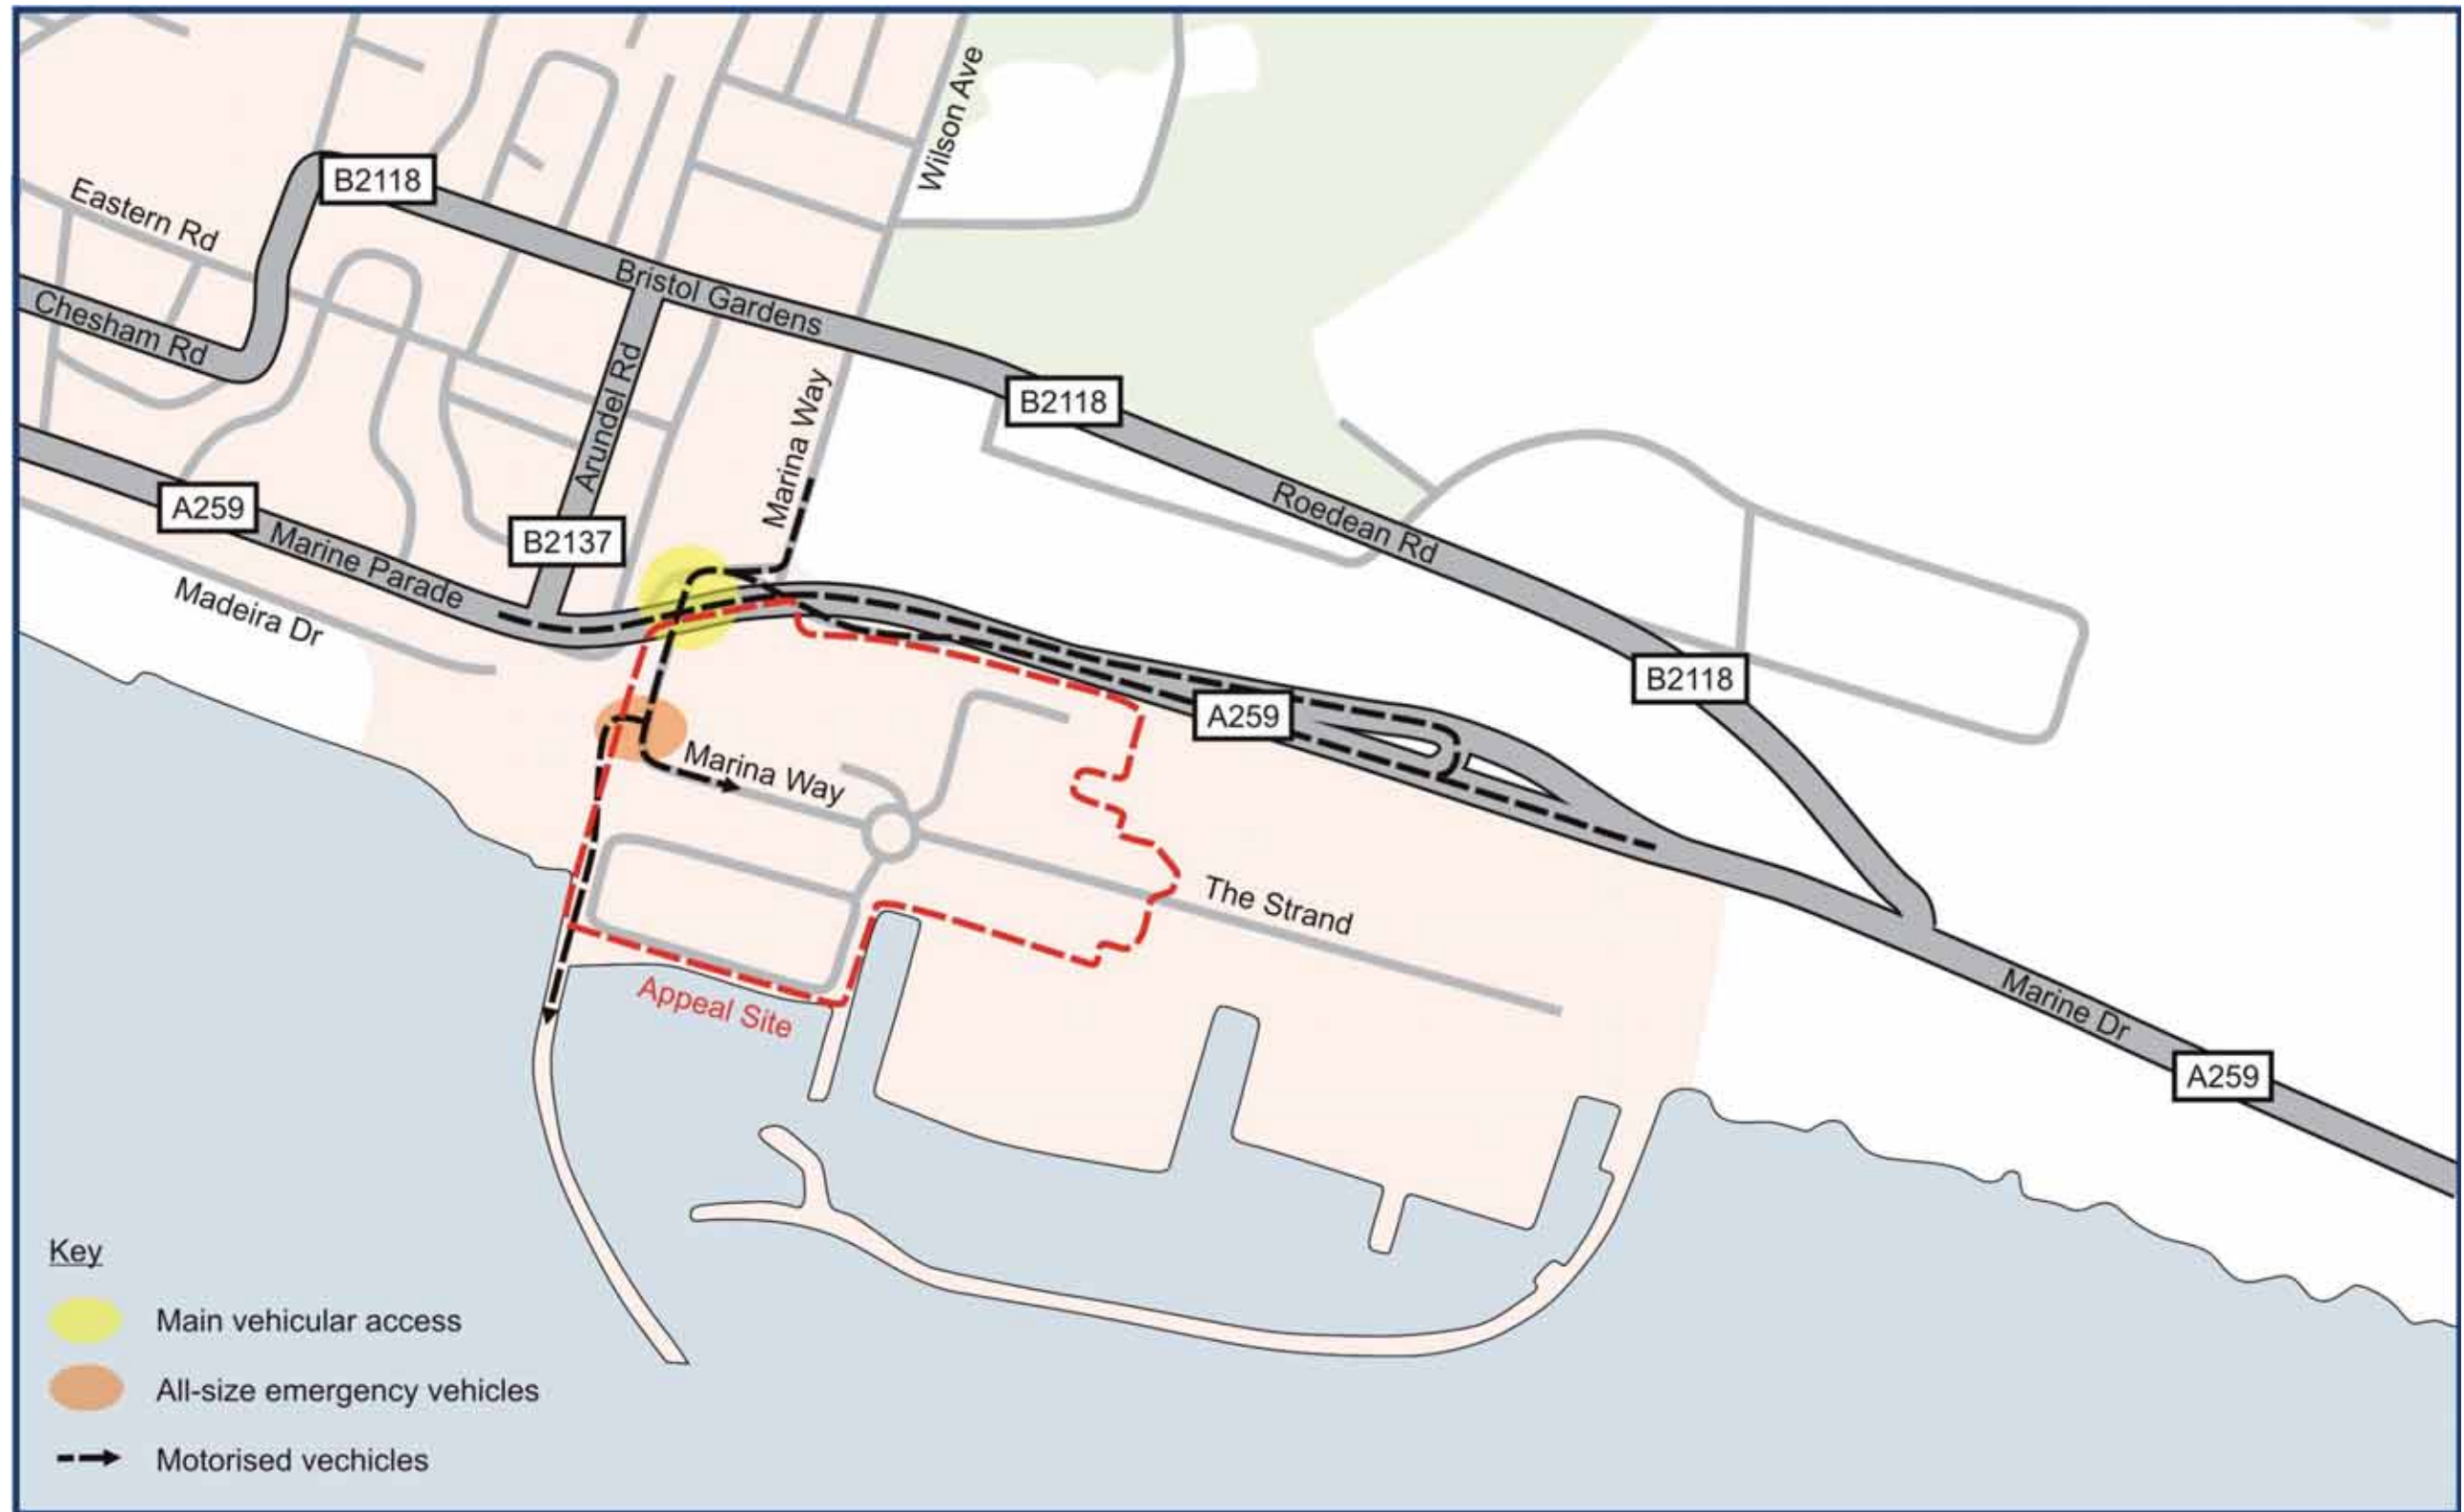 Wilson Ave
B2118
Eastern Rd
Bristol Gardens
Chesham Rd
Arundel Rd
Marina Way
B2118
A259
Marine Parade
B2137
Roedean Rd
Madeira Dr
B2118
A259
Marina Way
The Strand
Appeal Site
Marine Dr
A259
Key
Main vehicular access
All-size emergency vehicles
Motorised vechicles